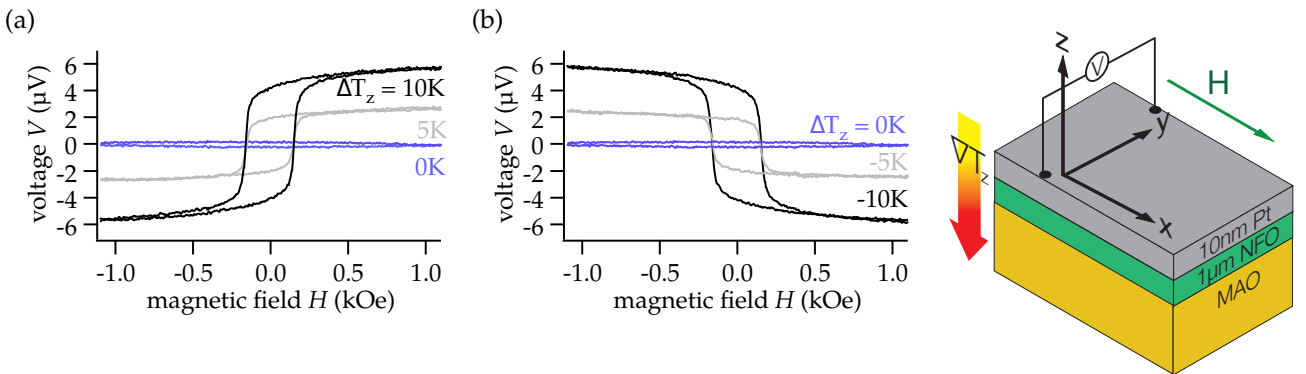 (a)
voltage V (µV)
6
4
2
0
-2
-4
-6
ΔTz = 10K
5K
0K
-1.0 -0.5 0.0 0.5 1.0
magnetic field H (kOe)
(b)
voltage V (µV)
6
4
2
0
-2
-4
-6
ΔTz = 0K
-5K
-10K
-1.0 -0.5 0.0 0.5 1.0
magnetic field H (kOe)
z
V
H
y
∇Tz
x
10nm Pt
1µm NFO
MAO